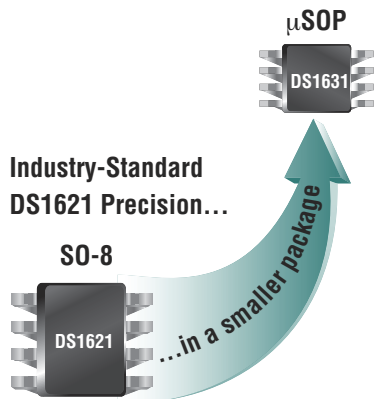 μSOP
DS1631
Industry-Standard
DS1621 Precision…
SO-8
DS1621
…in a smaller package